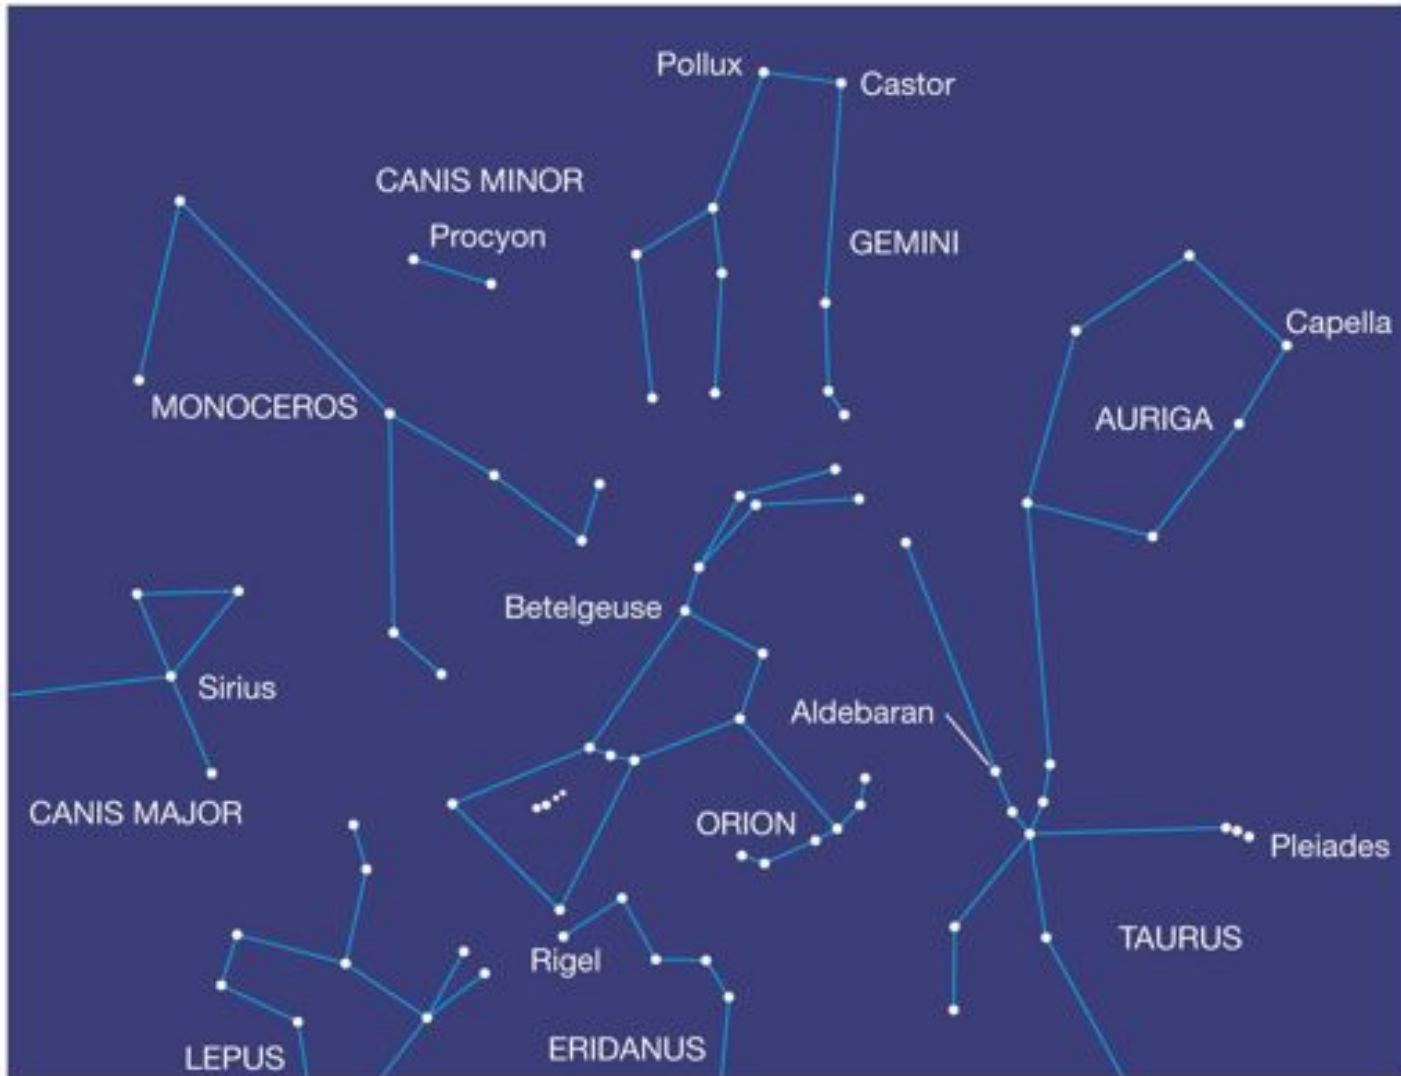 Pollux
Castor
CANIS MINOR
Procyon
GEMINI
Capella
MONOCEROS
AURIGA
Betelgeuse
Sirius
Aldebaran
CANIS MAJOR
ORION
Pleiades
TAURUS
Rigel
LEPUS
ERIDANUS